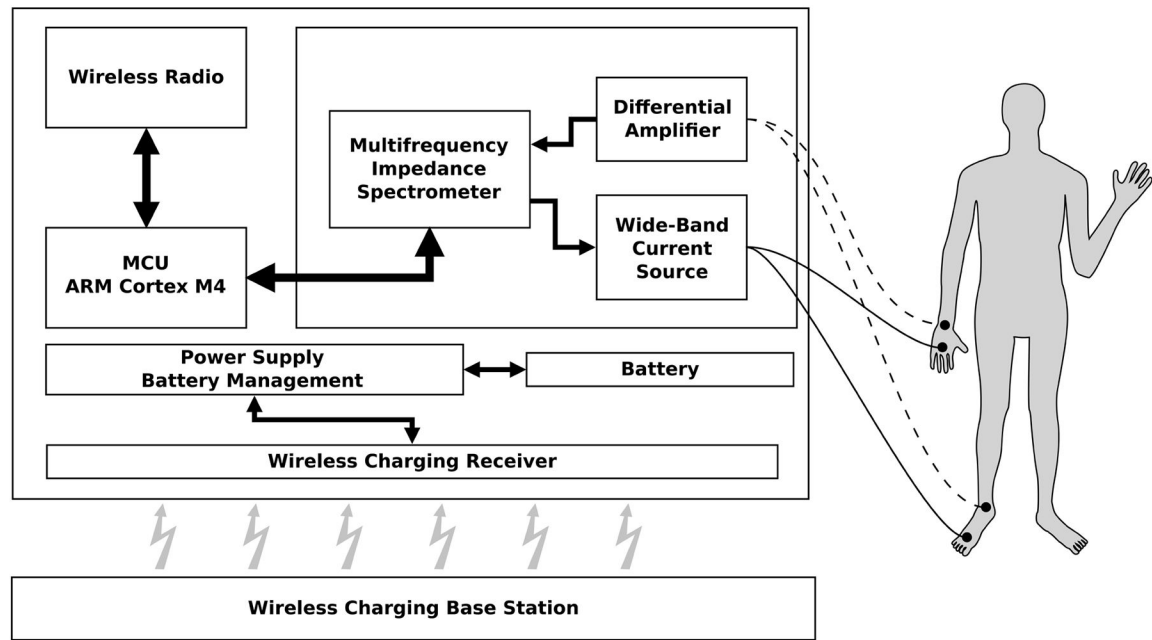 Wireless Radio
Differential
Amplifier
Multifrequency
Impedance
Spectrometer
Wide-Band
Current
Source
MCU
ARM Cortex M4
Power Supply
Battery Management
Battery
Wireless Charging Receiver
Wireless Charging Base Station